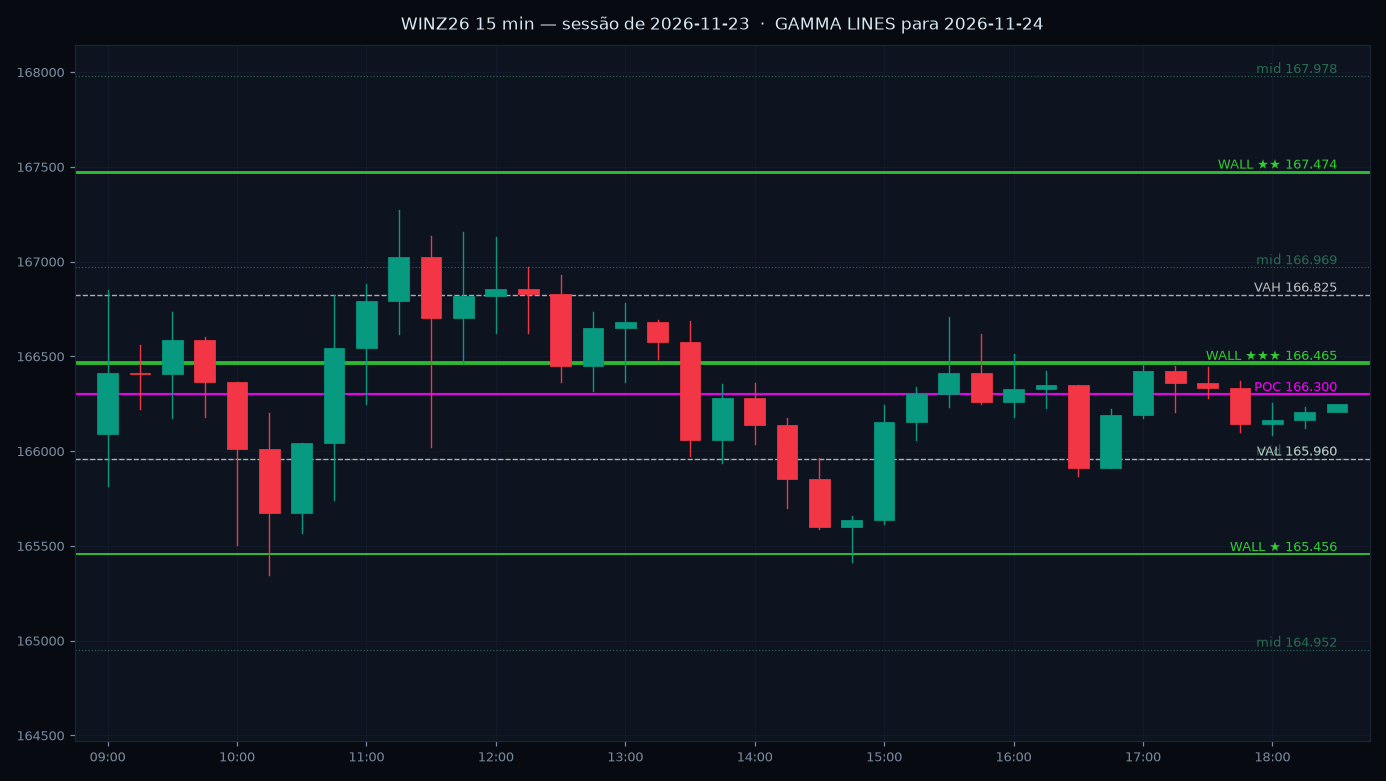 WINZ26 15 min — sessão de 2026-11-23 · GAMMA LINES para 2026-11-24
168000
mid 167.978
167500
WALL ★★ 167.474
167000
mid 166.969
VAH 166.825
166500
WALL ★★★ 166.465
POC 166.300
166000
VAL 165.960
165500
WALL ★ 165.456
165000
mid 164.952
164500
09:00 10:00 11:00 12:00 13:00 14:00 15:00 16:00 17:00 18:00